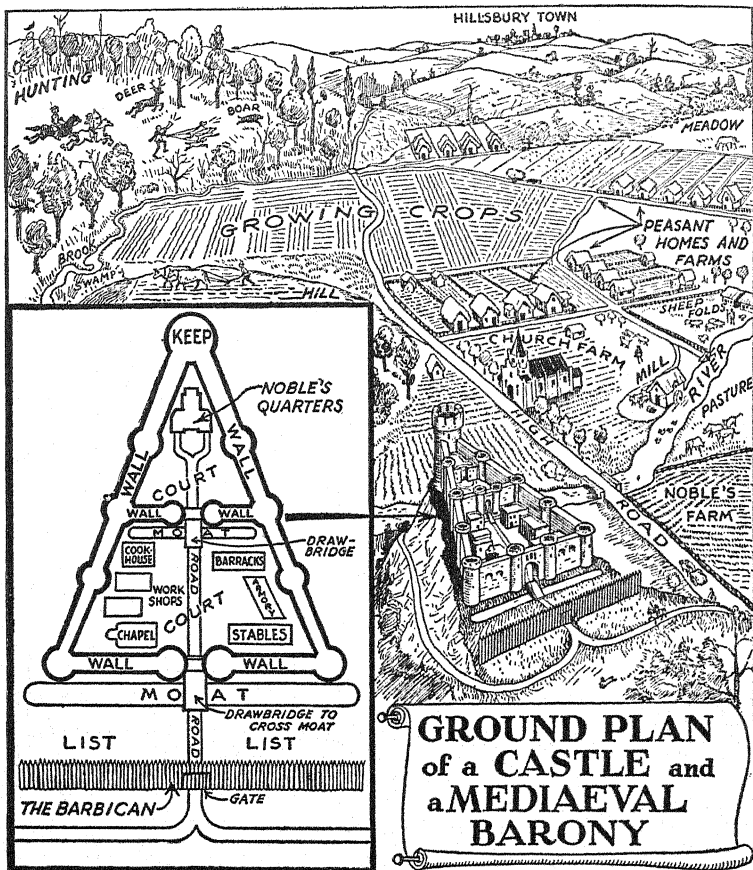 HILLSBURY TOWN
HUNTING
DEER
BOAR
MEADOW
GROWING CROPS
PEASANT
HOMES AND
FARMS
BROOK
SWAMP
HILL
SHEEP
FOLDS
CHURCH FARM
MILL
RIVER
PASTURE
HIGH ROAD
NOBLE'S
FARM
KEEP
NOBLE'S
QUARTERS
WALL
WALL
COURT
WALL
WALL
MOAT
DRAW-
BRIDGE
COOK-
HOUSE
ROAD
BARRACKS
WORK
SHOPS
COURT
CHAPEL
STABLES
WALL
WALL
MOAT
DRAWBRIDGE TO
CROSS MOAT
LIST
ROAD
LIST
THE BARBICAN
GATE
GROUND PLAN
of a CASTLE and
a MEDIAEVAL
BARONY